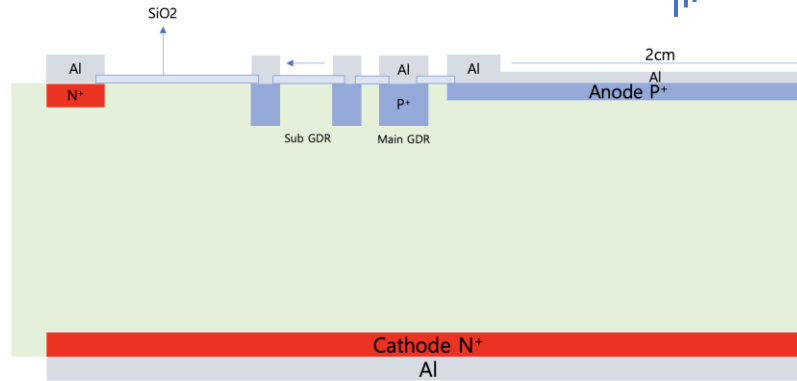 SiO2
2cm
Al
Al
Al
Al
N⁺
P⁺
Anode P⁺
Sub GDR
Main GDR
Cathode N⁺
Al